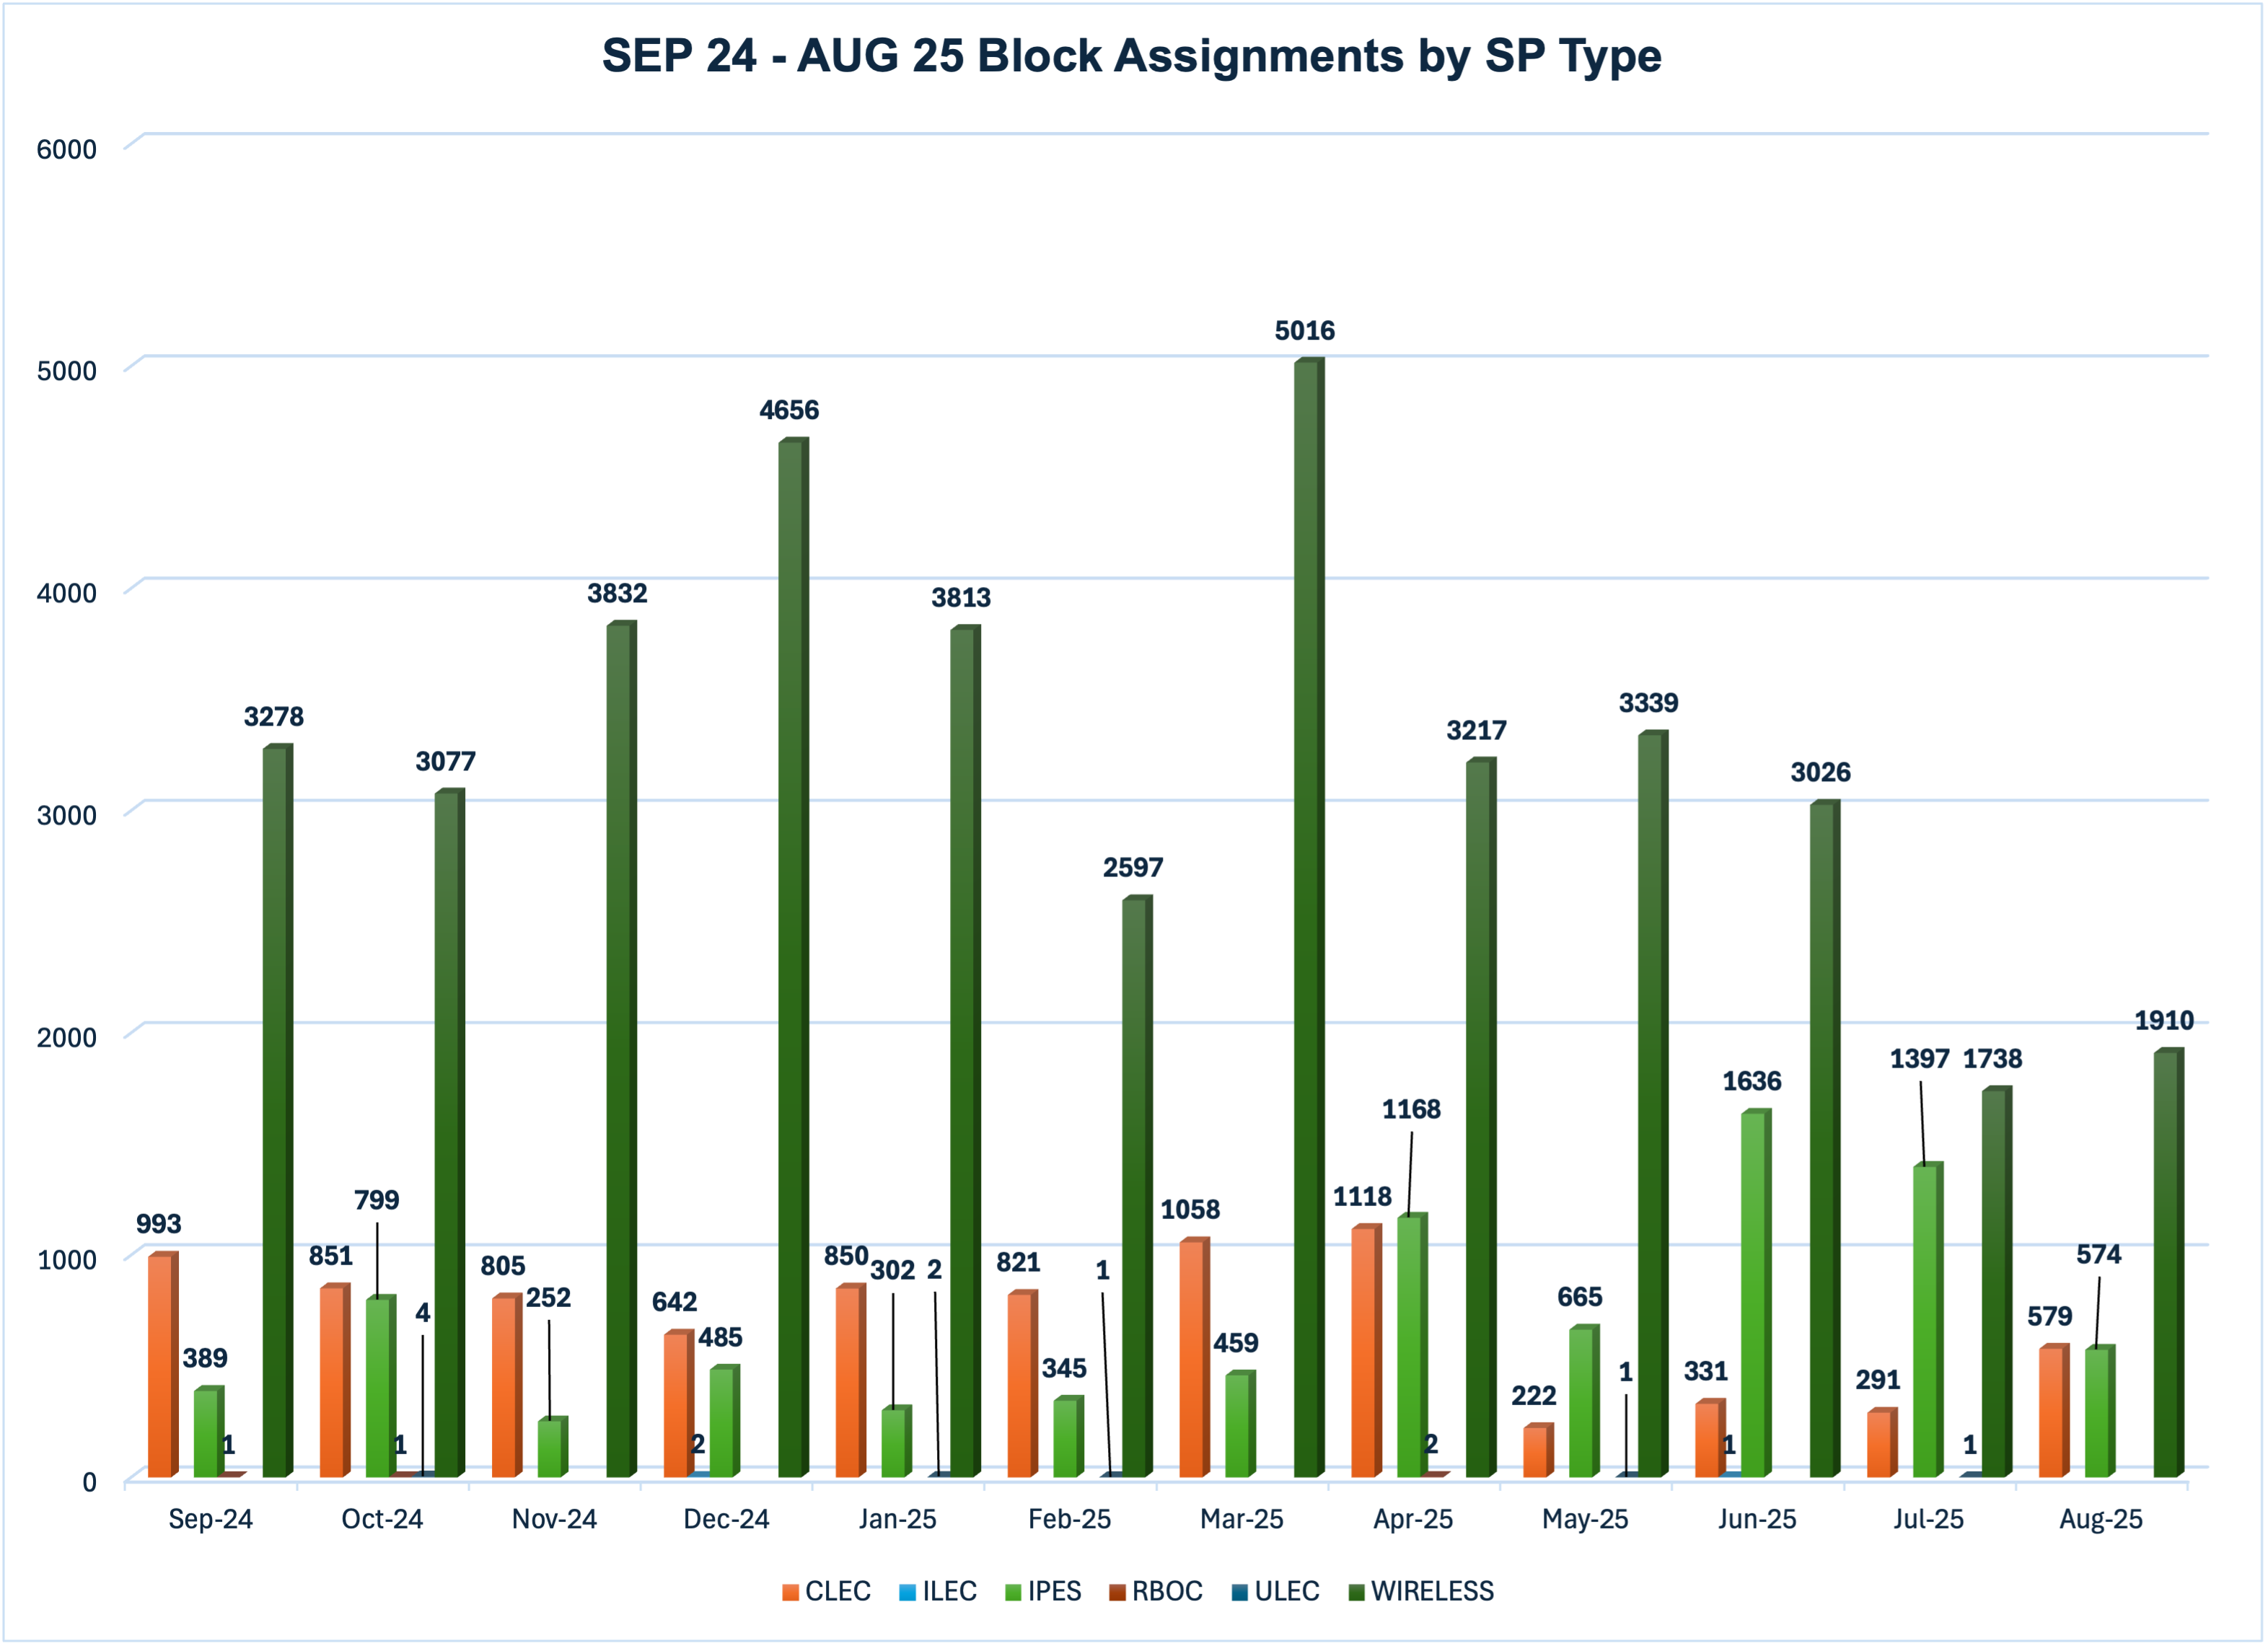 SEP 24 - AUG 25 Block Assignments by SP Type
6000
5000
4000
3000
2000
1000
0
993
389
1
3278
851
799
1
4
3077
805
252
3832
642
2
485
4656
850
302
2
3813
821
345
1
2597
1058
459
5016
1118
1168
2
3217
222
665
1
3339
331
1
1636
3026
291
1397
1
1738
579
574
1910
Sep-24
Oct-24
Nov-24
Dec-24
Jan-25
Feb-25
Mar-25
Apr-25
May-25
Jun-25
Jul-25
Aug-25
CLEC
ILEC
IPES
RBOC
ULEC
WIRELESS